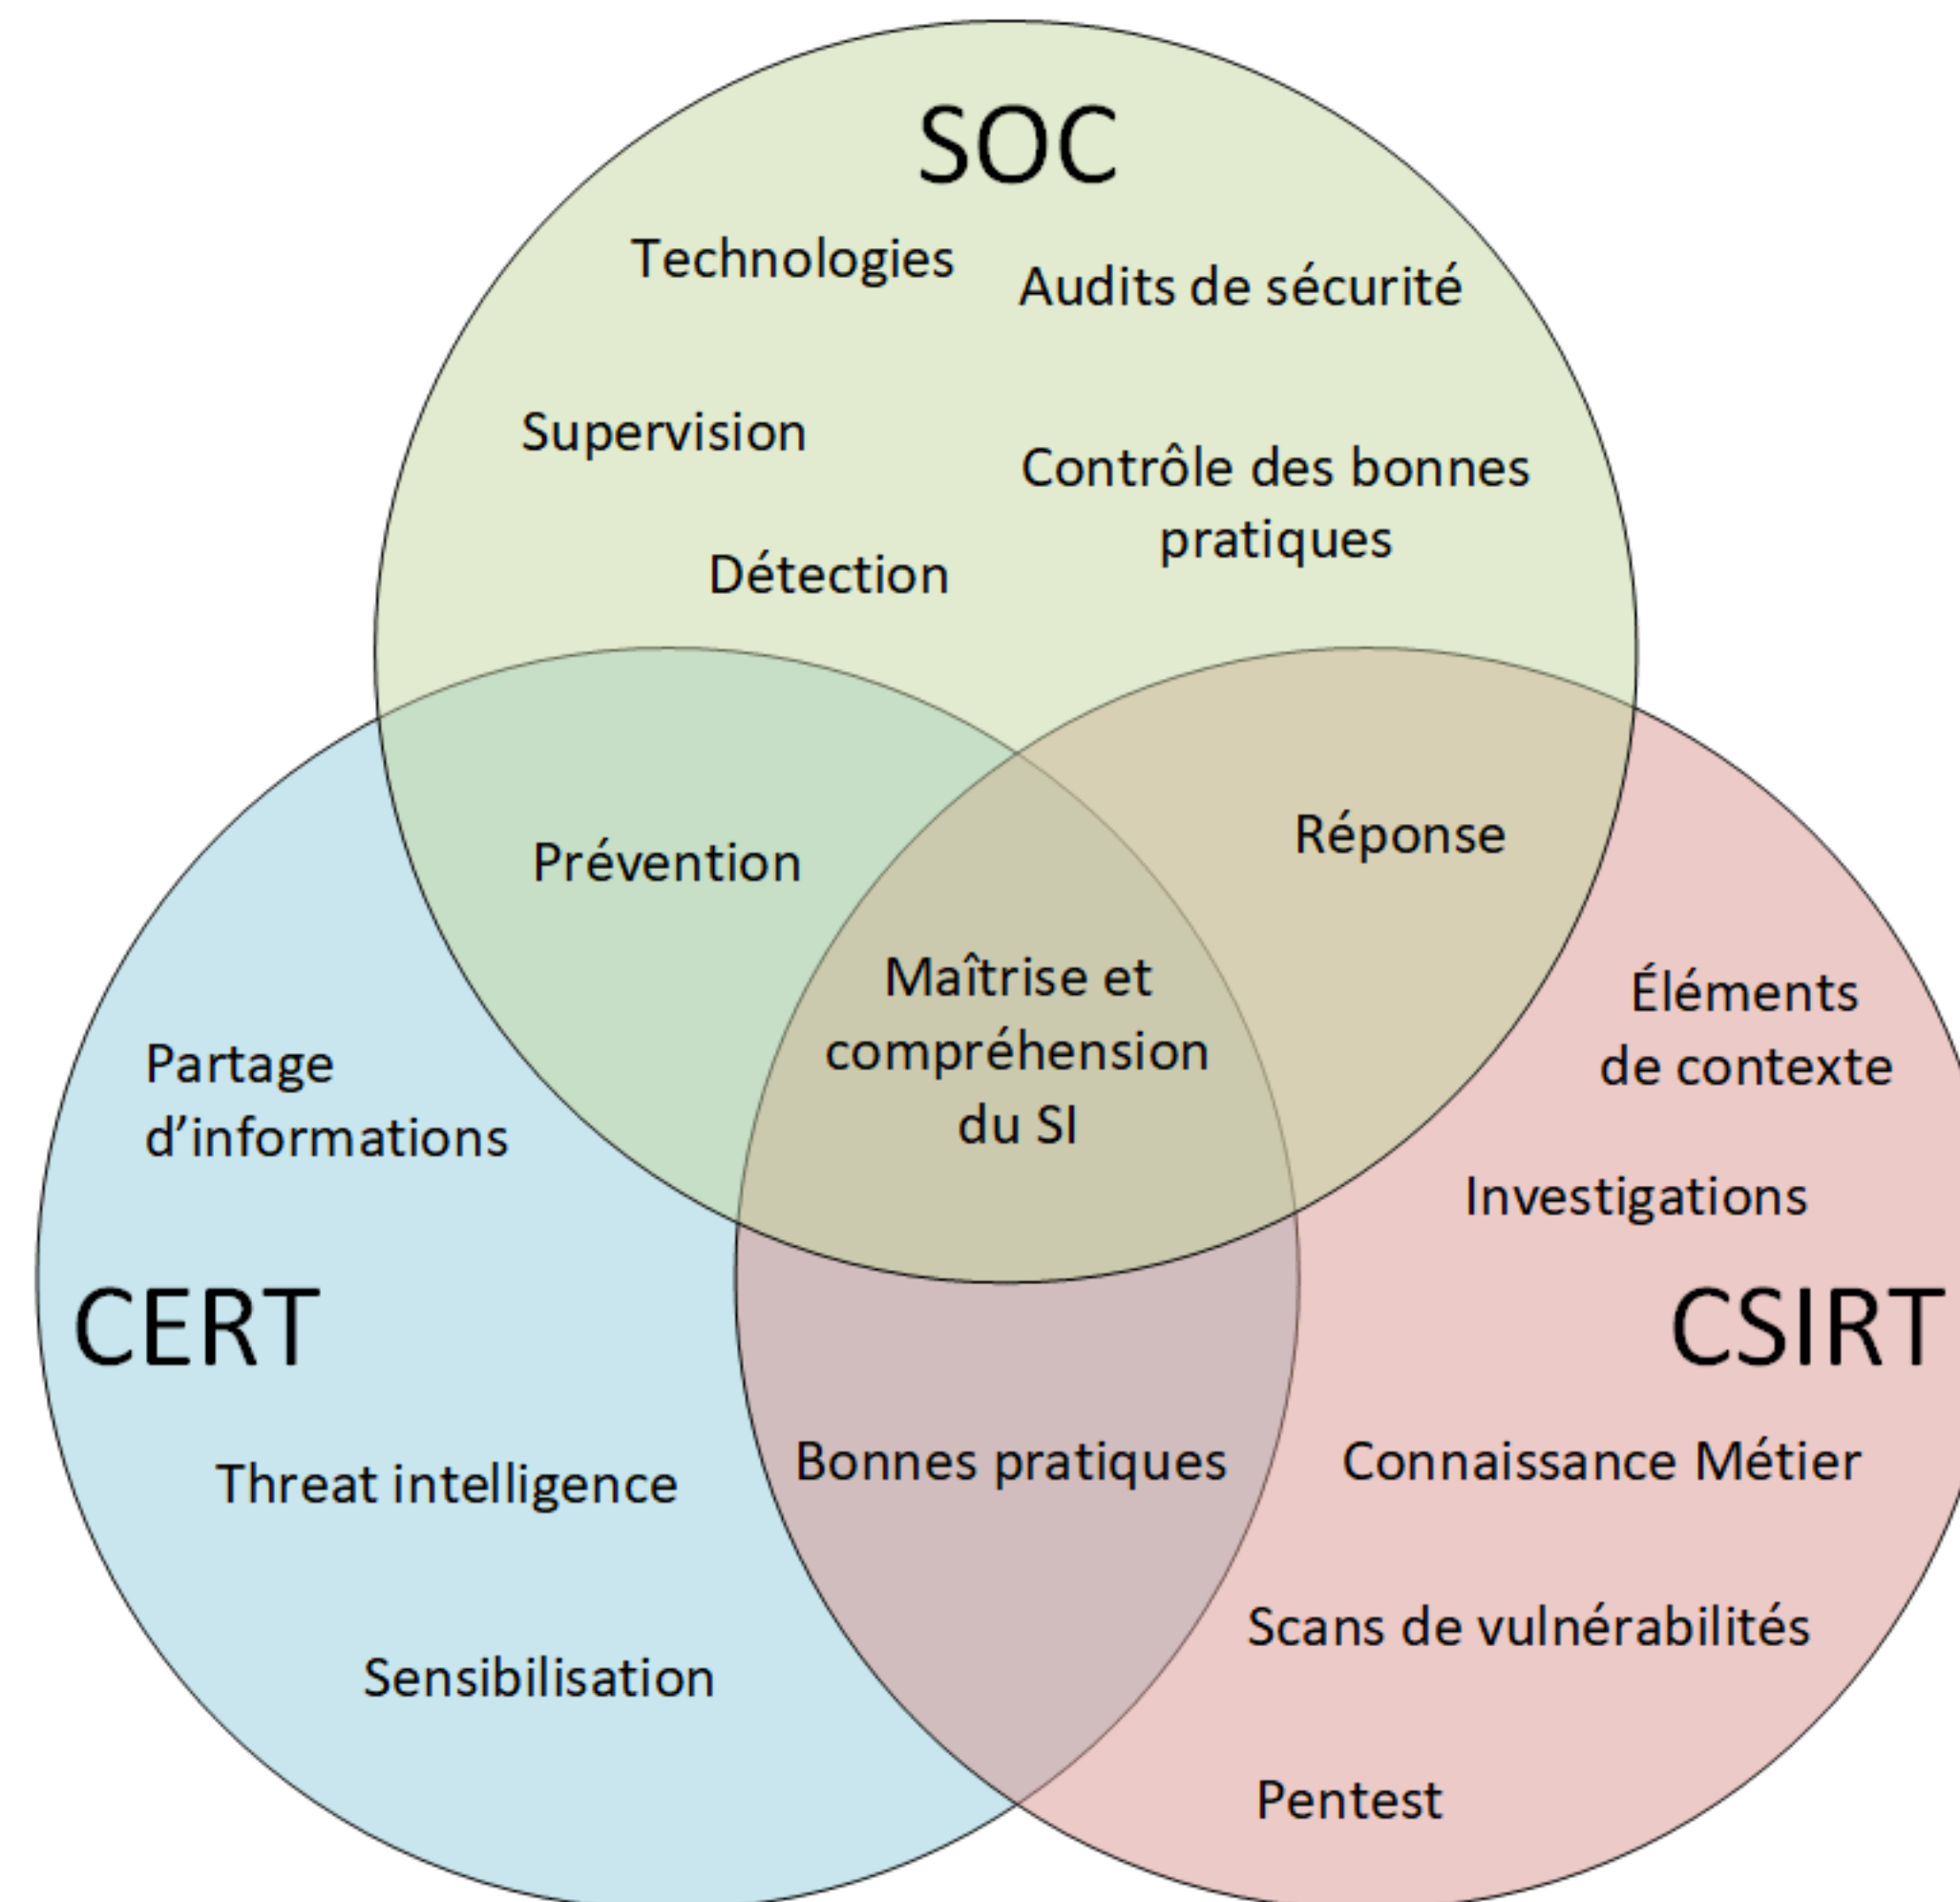 SOC
Technologies
Audits de sécurité
Supervision
Contrôle des bonnes
pratiques
Détection
Prévention
Réponse
Maîtrise et
compréhension
du SI
Partage
d’informations
Éléments
de contexte
Investigations
CERT
CSIRT
Threat intelligence
Bonnes pratiques
Connaissance Métier
Sensibilisation
Scans de vulnérabilités
Pentest